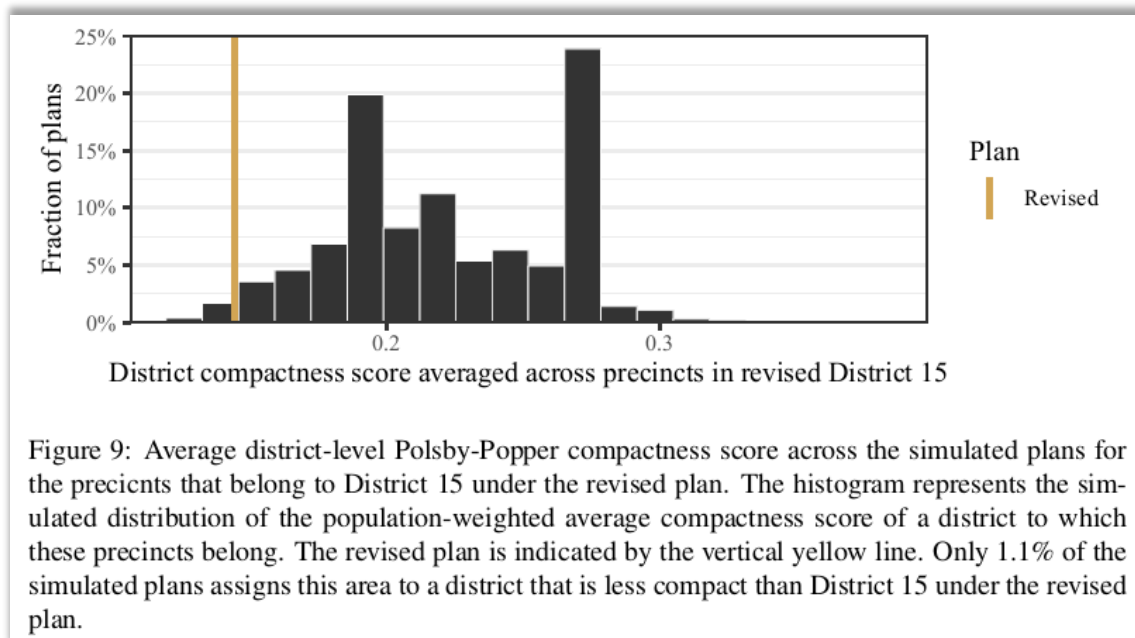 25%
20%
15%
10%
5%
0%
Fraction of plans
0.2
0.3
District compactness score averaged across precincts in revised District 15
Plan
Revised
Figure 9: Average district-level Polsby-Popper compactness score across the simulated plans for
the precicnts that belong to District 15 under the revised plan. The histogram represents the sim-
ulated distribution of the population-weighted average compactness score of a district to which
these precincts belong. The revised plan is indicated by the vertical yellow line. Only 1.1% of the
simulated plans assigns this area to a district that is less compact than District 15 under the revised
plan.